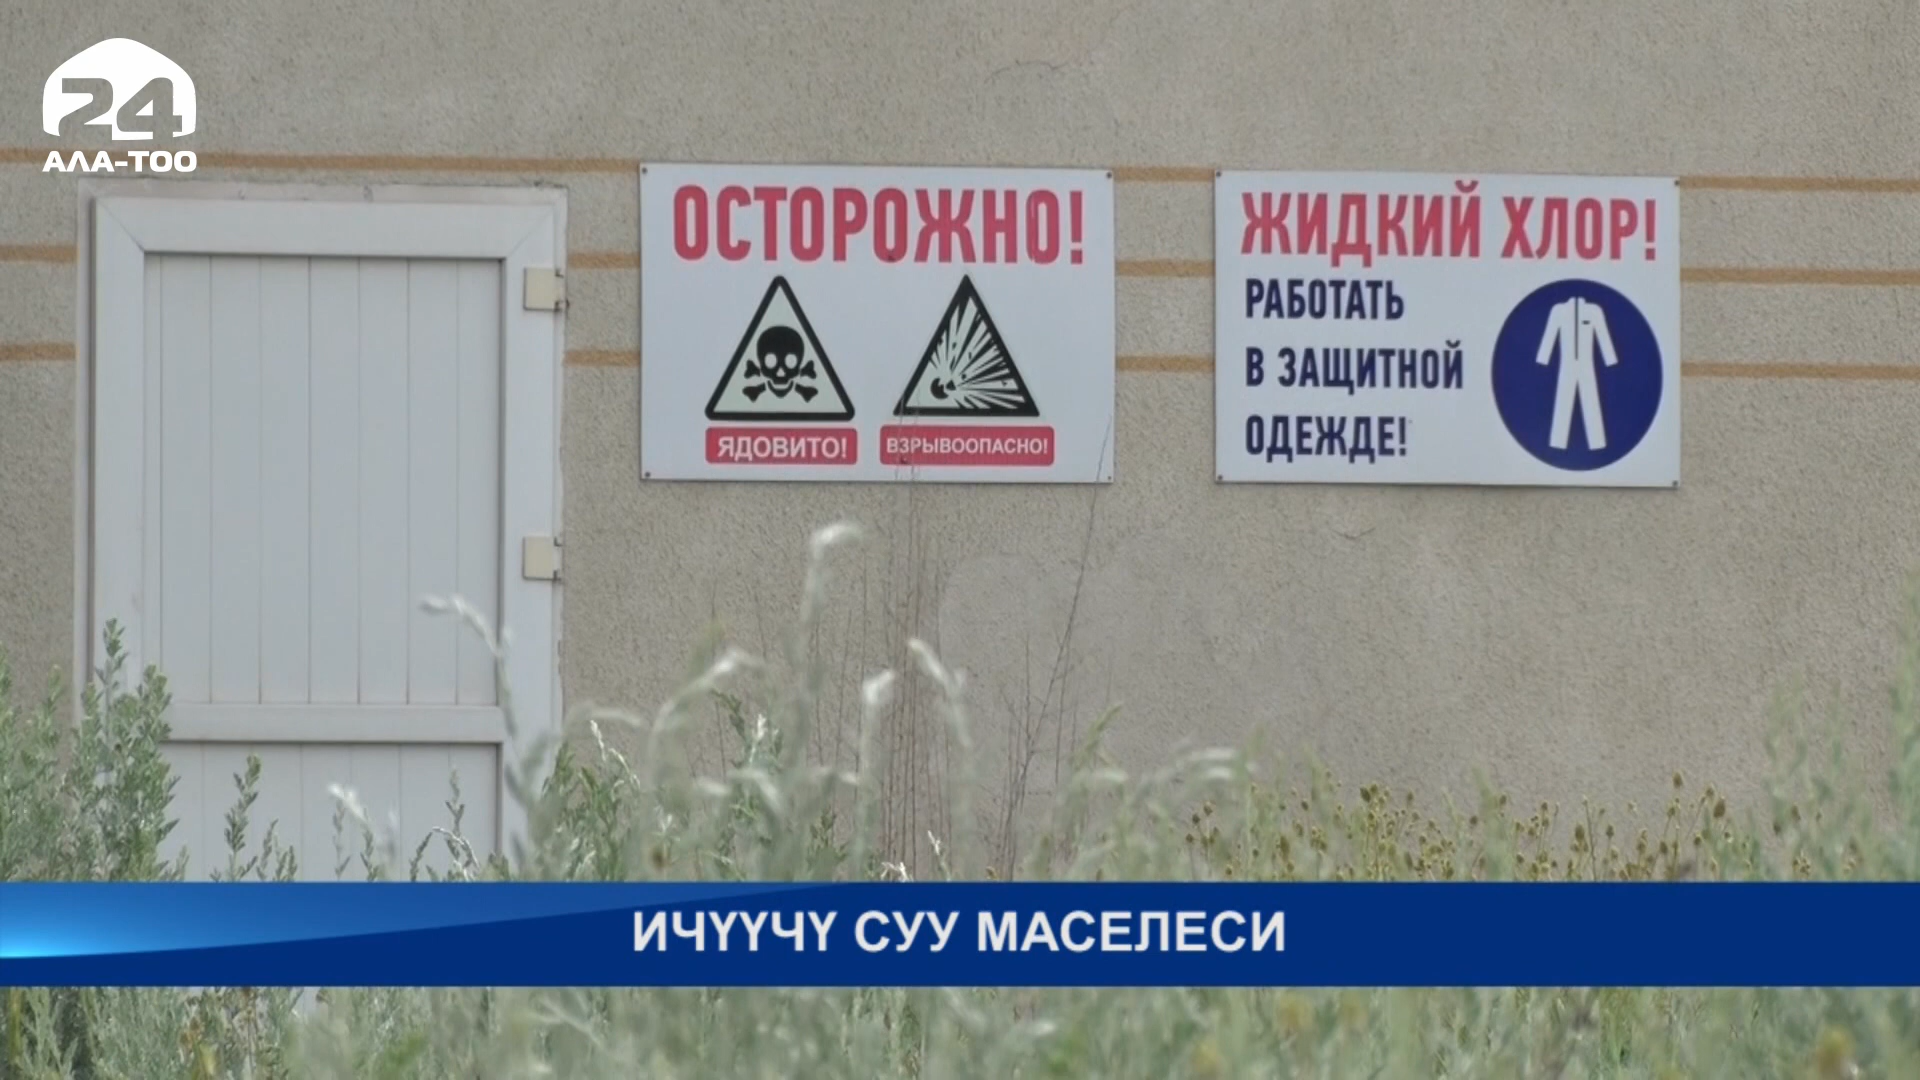 24
АЛА-ТОО
ОСТОРОЖНО!
ЯДОВИТО!
ВЗРЫВООПАСНО!
ЖИДКИЙ ХЛОР!
РАБОТАТЬ
В ЗАЩИТНОЙ
ОДЕЖДЕ!
ИЧҮҮЧҮ СУУ МАСЕЛЕСИ